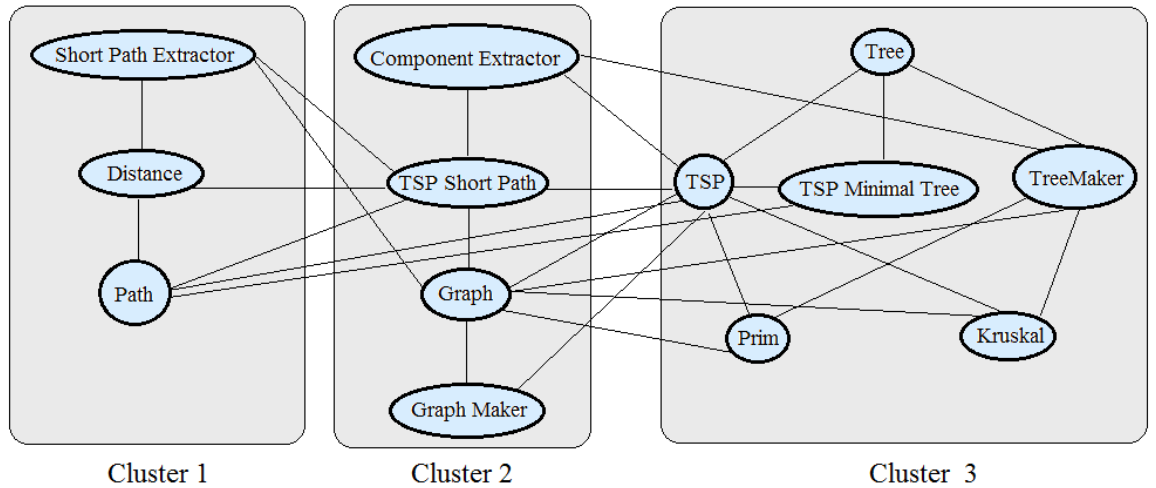 Short Path Extractor
Distance
Path
Cluster 1
Component Extractor
TSP Short Path
Graph
Graph Maker
Cluster 2
Tree
TSP
TSP Minimal Tree
TreeMaker
Prim
Kruskal
Cluster 3